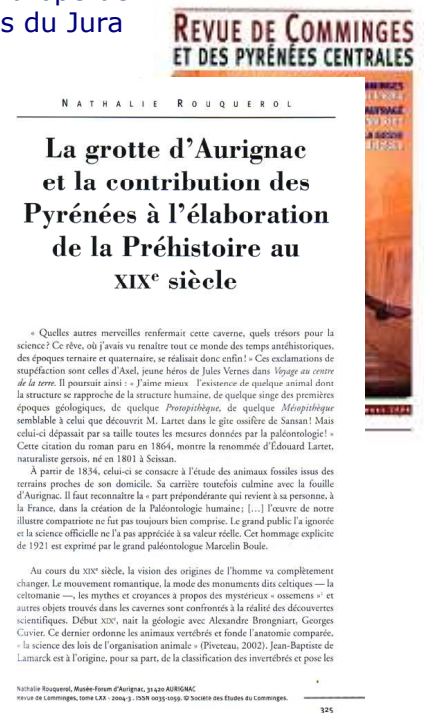 s du Jura
REVUE DE COMMINGES
ET DES PYRÉNÉES CENTRALES
NATHALIE ROUQUEROL
La grotte d'Aurignac
et la contribution des
Pyrénées à l'élaboration
de la Préhistoire au
XIXe siècle
« Quelles autres merveilles renfermait cette caverne, quels trésors pour la
science? Ce rêve, où j'avais vu renaître tout ce monde des temps antéhistoriques,
des époques ternaire et quaternaire, se réalisait donc enfin! » Ces exclamations de
stupéfaction sont celles d'Axel, jeune héros de Jules Vernes dans Voyage au centre
de la terre. Il poursuit ainsi : « J'aime mieux l'existence de quelque animal dont
la structure se rapproche de la structure humaine, de quelque singe des premières
époques géologiques, de quelque Protopithèque, de quelque Mésopithèque
semblable à celui que découvrit M. Lartet dans le gîte ossifère de Sansan! Mais
celui-ci dépassait par sa taille toutes les mesures données par la paléontologie! »
Cette citation du roman paru en 1864, montre la renommée d'Édouard Lartet,
naturaliste gersois, né en 1801 à Seissan.
À partir de 1834, celui-ci se consacre à l'étude des animaux fossiles issus des
terrains proches de son domicile. Sa carrière toutefois culmine avec la fouille
d'Aurignac. Il faut reconnaître la « part prépondérante qui revient à sa personne, à
la France, dans la création de la Paléontologie humaine; [...] l'œuvre de notre
illustre compatriote ne fut pas toujours bien comprise. Le grand public l'a ignorée
et la science officielle ne l'a pas appréciée à sa valeur réelle. Cet hommage explicite
de 1921 est exprimé par le grand paléontologue Marcelin Boule.
Au cours du XIXe siècle, la vision des origines de l'homme va complètement
changer. Le mouvement romantique, la mode des monuments dits celtiques — la
celtomanie —, les mythes et croyances à propos des mystérieux « ossemens »¹ et
autres objets trouvés dans les cavernes sont confrontés à la réalité des découvertes
scientifiques. Début XIXe, nait la géologie avec Alexandre Brongniart, Georges
Cuvier. Ce dernier ordonne les animaux vertébrés et fonde l'anatomie comparée,
« la science des lois de l'organisation animale » (Piveteau, 2002). Jean-Baptiste de
Lamarck est à l'origine, pour sa part, de la classification des invertébrés et pose les
Nathalie Rouquerol, Musée-Forum d'Aurignac, 31420 AURIGNAC
Revue de Comminges, tome CXX - 2004-3. ISSN 0035-1059. © Société des Études du Comminges.
325